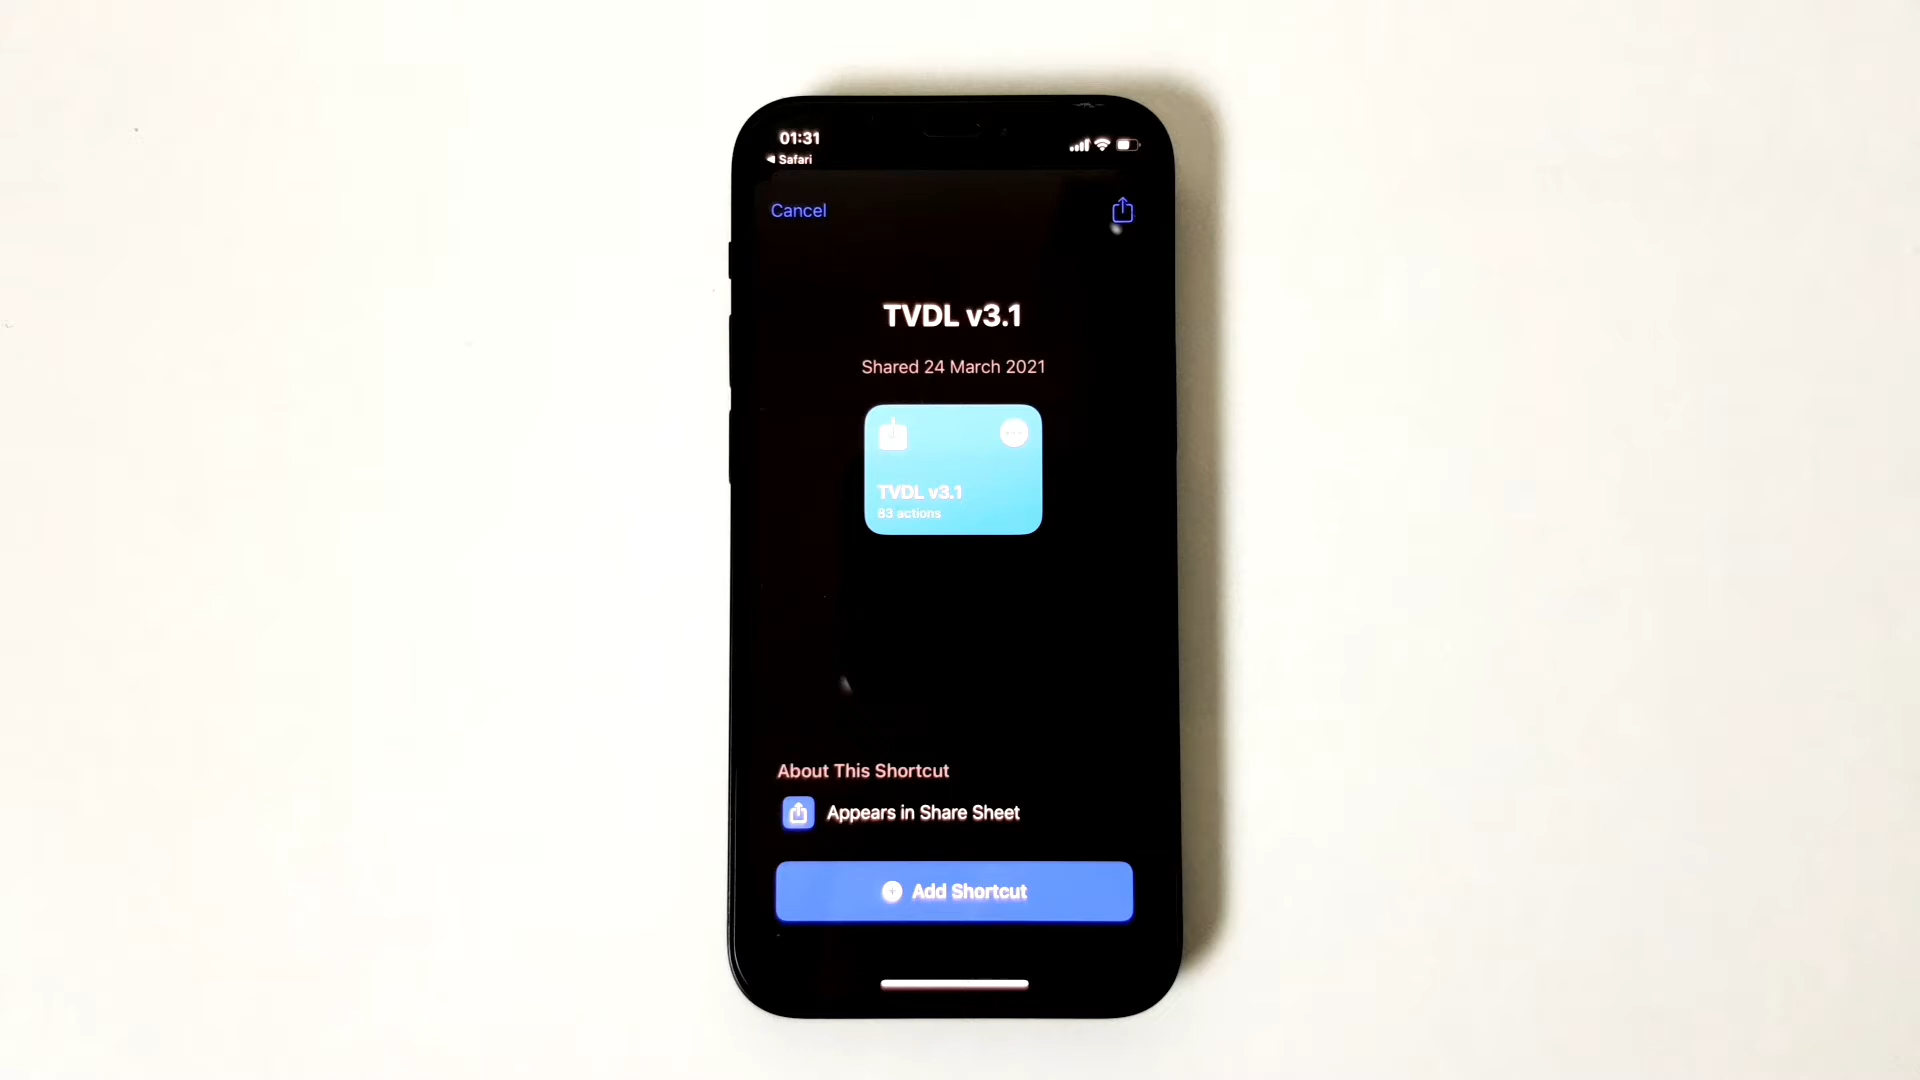 01:31
Safari
Cancel
TVDL v3.1
Shared 24 March 2021
TVDL v3.1
83 actions
About This Shortcut
Appears in Share Sheet
Add Shortcut